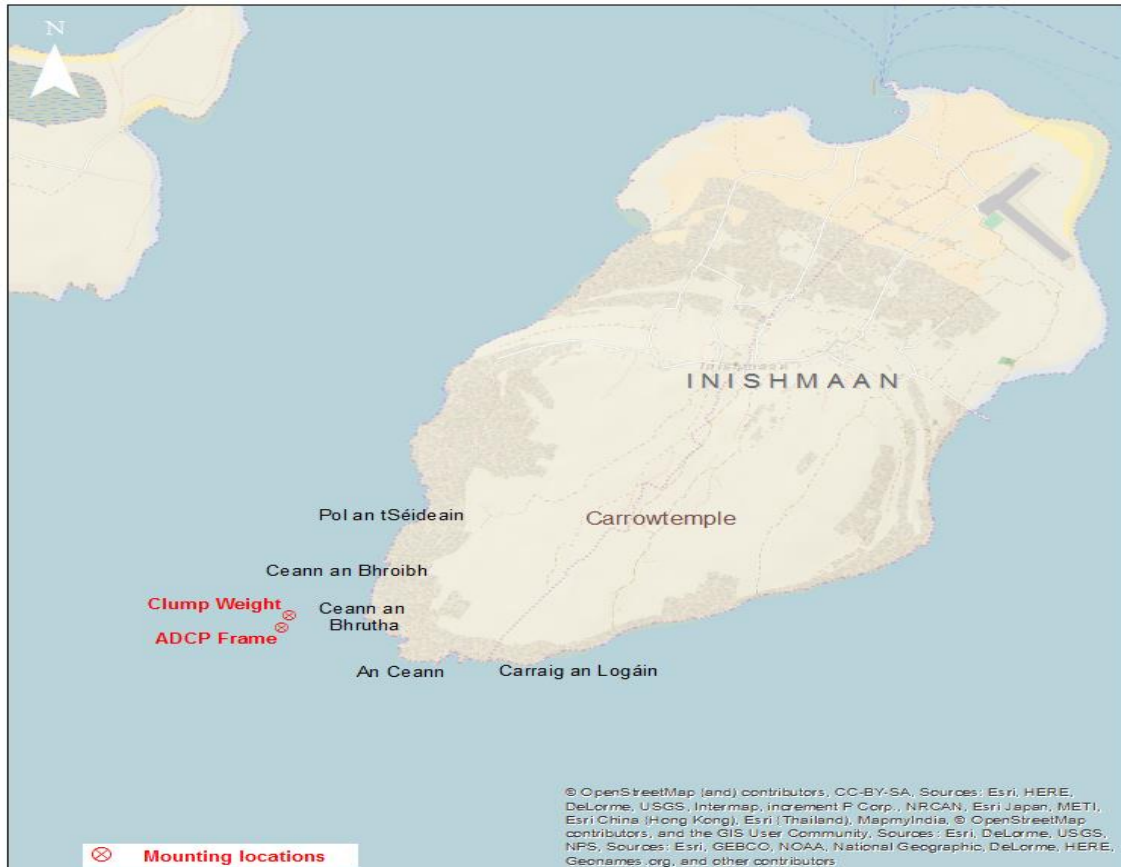 N
Inishmaan
INISHMAAN
Pol an tSéideain
Carrowtemple
Ceann an Bhroibh
Clump Weight
Ceann an
Bhrutha
ADCP Frame
An Ceann
Carraig an Logáin
© OpenStreetMap (and) contributors, CC-BY-SA, Sources: Esri, HERE,
DeLorme, USGS, Intermap, increment P Corp., NRCAN, Esri Japan, METI,
Esri China (Hong Kong), Esri (Thailand), MapmyIndia, © OpenStreetMap
contributors, and the GIS User Community, Sources: Esri, DeLorme, USGS,
NPS, Sources: Esri, GEBCO, NOAA, National Geographic, DeLorme, HERE,
Geonames.org, and other contributors
Mounting locations